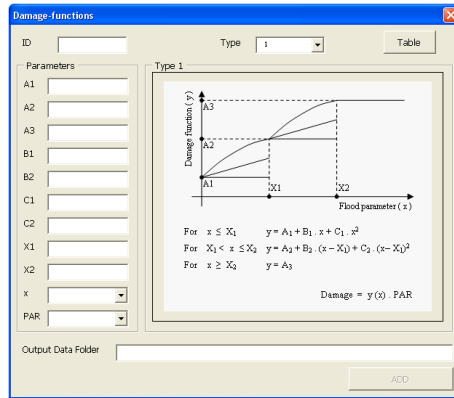 Damage-functions
ID
Type 1
Table
Parameters
A1
A2
A3
B1
B2
C1
C2
X1
X2
x
PAR
Type 1
Damage function ( y )
A3
A2
A1
X1
X2
Flood parameter ( x )
For x ≤ X₁ y = A₁ + B₁ . x + C₁ . x²
For X₁ < x ≤ X₂ y = A₂ + B₂ . (x – X₁) + C₂ . (x– X₁)²
For x ≥ X₂ y = A₃
Damage = y (x) . PAR
Output Data Folder
ADD